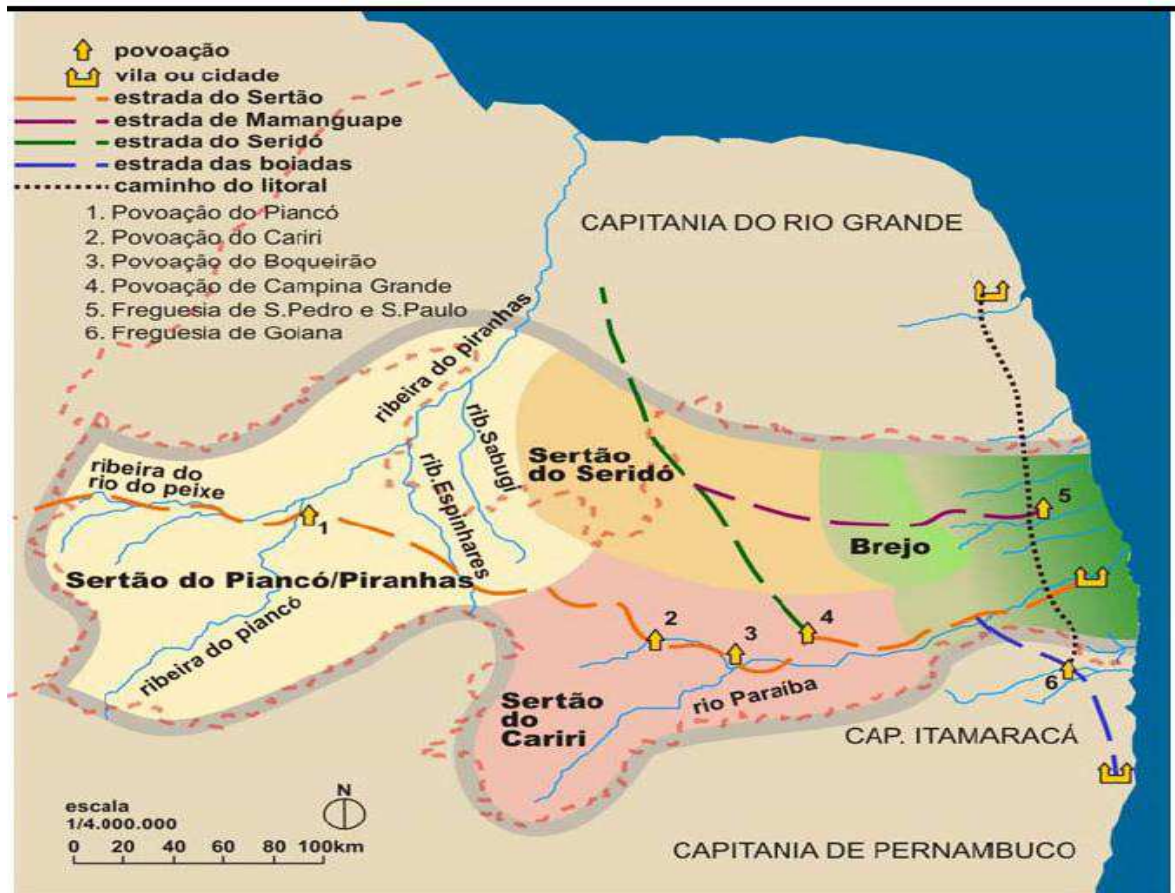 povoação
vila ou cidade
estrada do Sertão
estrada de Mamanguape
estrada do Seridó
estrada das boiadas
caminho do litoral
1. Povoação do Piancó
2. Povoação do Cariri
3. Povoação do Boqueirão
4. Povoação de Campina Grande
5. Freguesia de S.Pedro e S.Paulo
6. Freguesia de Goiana
CAPITANIA DO RIO GRANDE
ribeira do piranhas
rib.Sabugi
rib.Espinhares
ribeira do
rio do peixe
Sertão
do Seridó
5
Brejo
1
Sertão do Piancó/Piranhas
ribeira do piancó
2
3
4
6
rio Paraíba
Sertão
do
Cariri
CAP. ITAMARACÁ
CAPITANIA DE PERNAMBUCO
escala
1/4.000.000
0 20 40 60 80 100km
N